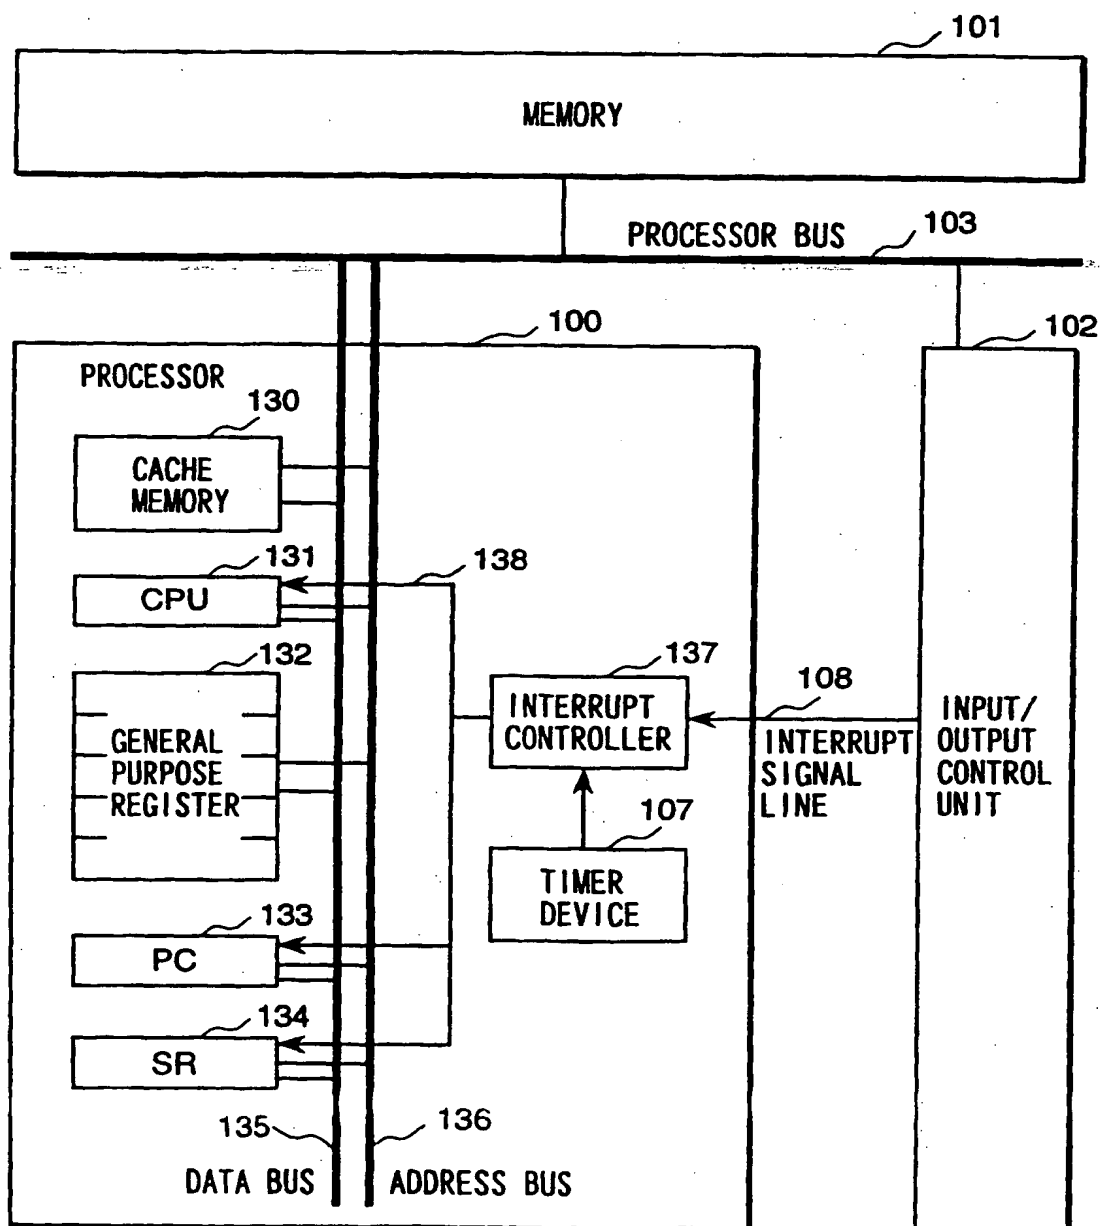 101
MEMORY
PROCESSOR BUS
103
100
102
PROCESSOR
130
CACHE
MEMORY
131
138
CPU
132
137
108
GENERAL
PURPOSE
REGISTER
INTERRUPT
CONTROLLER
INTERRUPT
SIGNAL
LINE
INPUT/
OUTPUT
CONTROL
UNIT
107
TIMER
DEVICE
133
PC
134
SR
135
136
DATA BUS
ADDRESS BUS